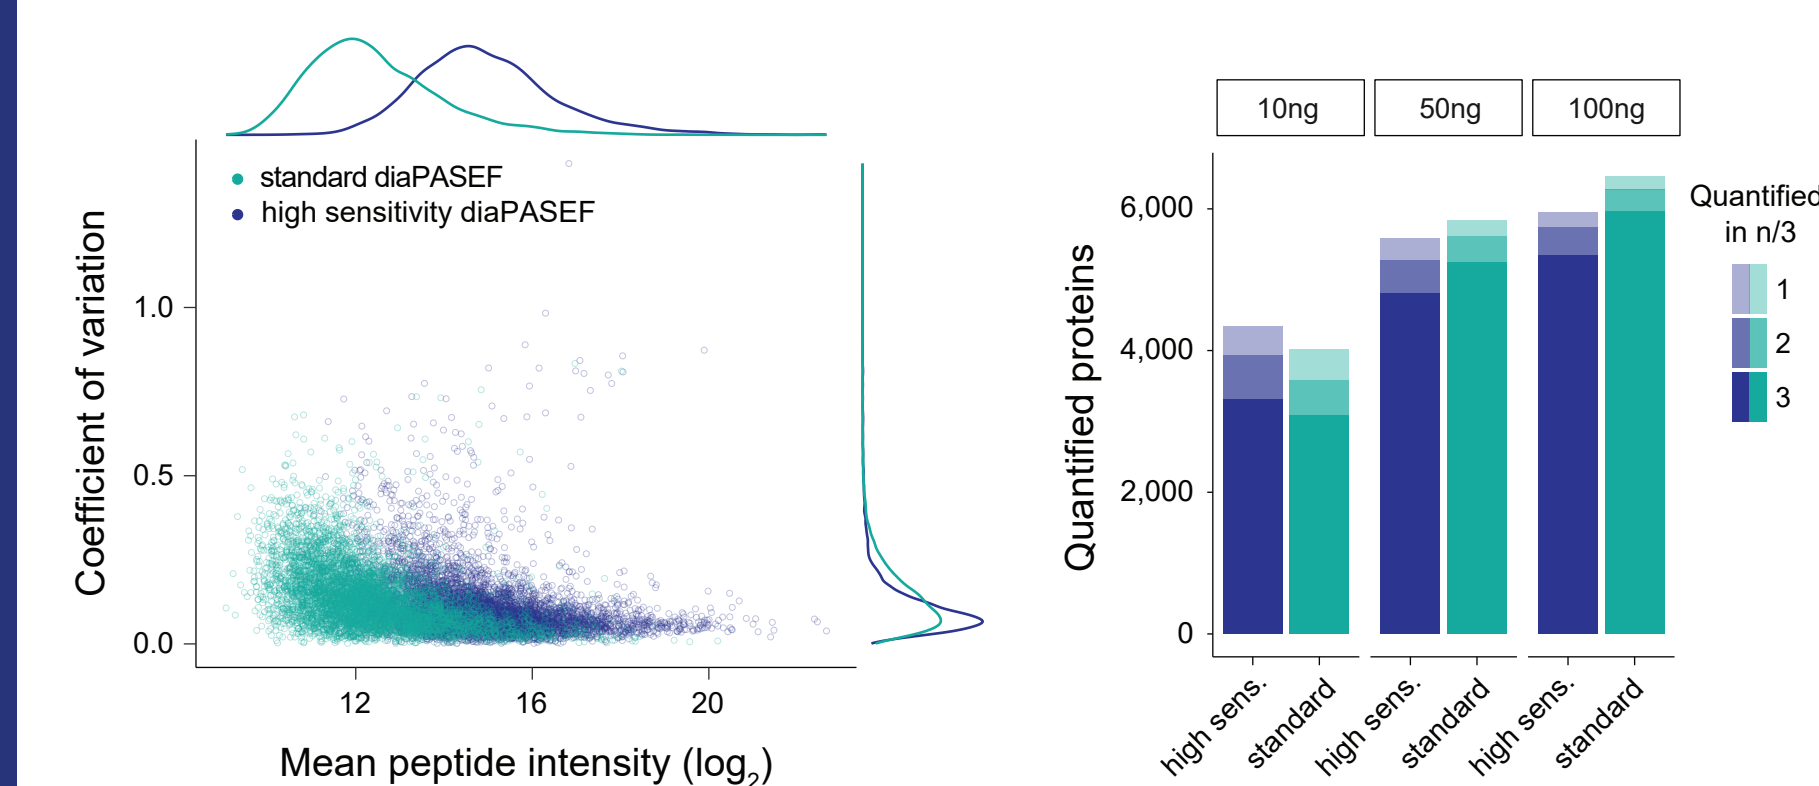 standard diaPASEF
high sensitivity diaPASEF
Coefficient of variation
1.0
0.5
0.0
12
16
20
Mean peptide intensity (log₂)
10ng
50ng
100ng
Quantified proteins
6,000
4,000
2,000
0
high sens.
standard
high sens.
standard
high sens.
standard
Quantified
in n/3
1
2
3